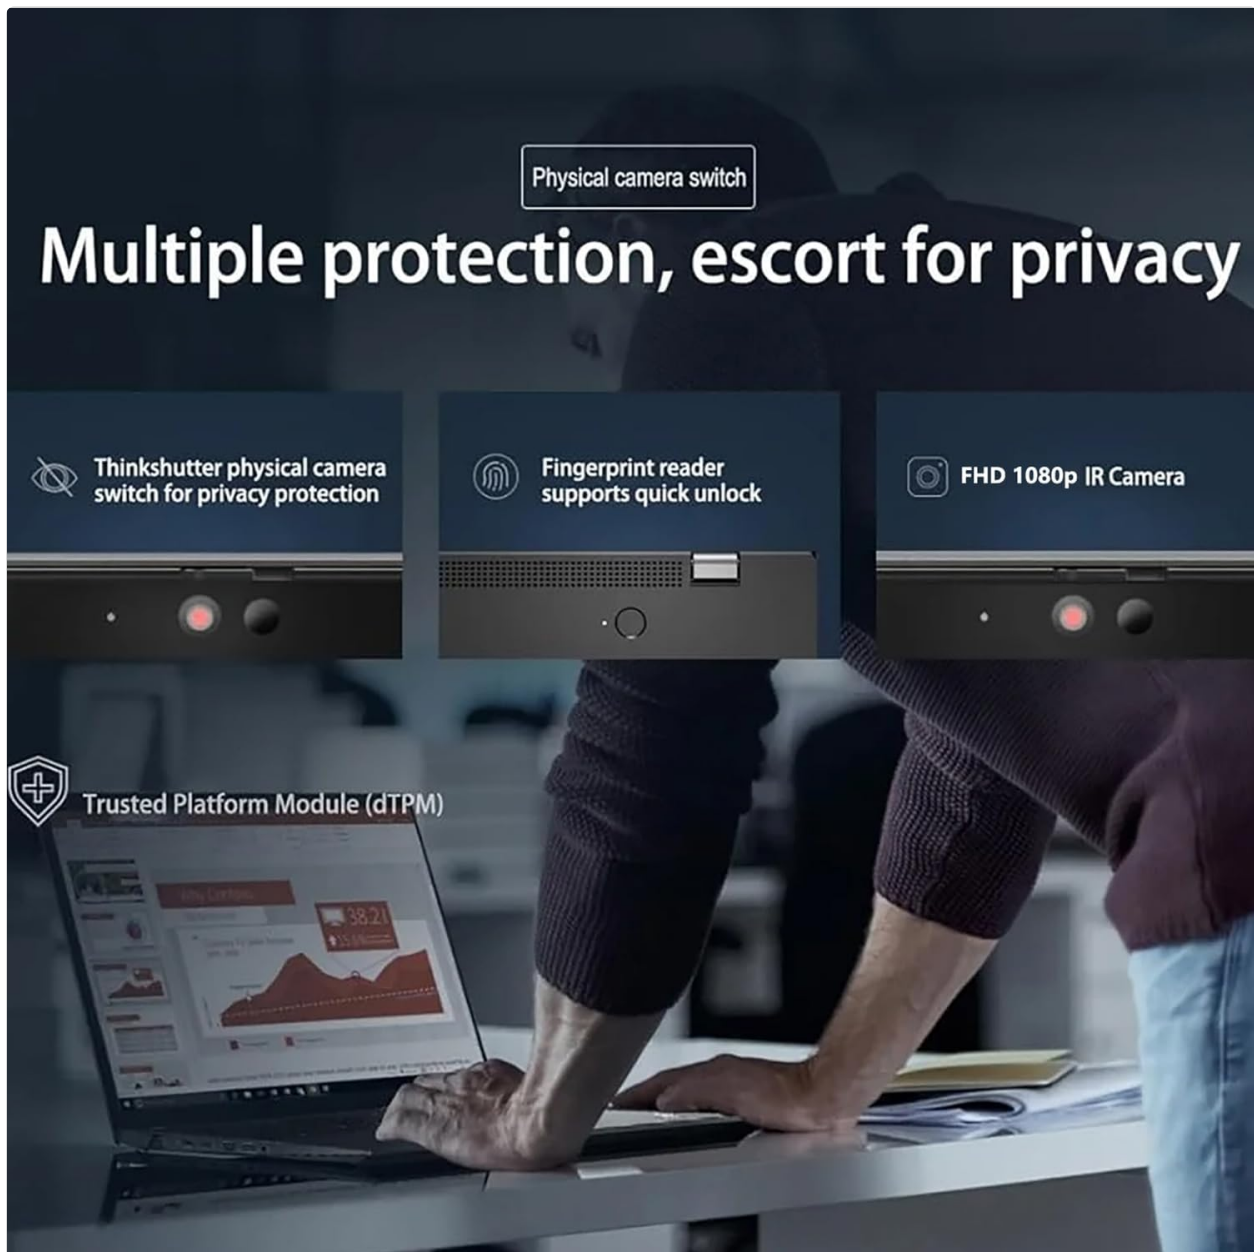 Physical camera switch
Multiple protection, escort for privacy
Thinkshutter physical camera
switch for privacy protection
Fingerprint reader
supports quick unlock
FHD 1080p IR Camera
Trusted Platform Module (dTPM)
38.21